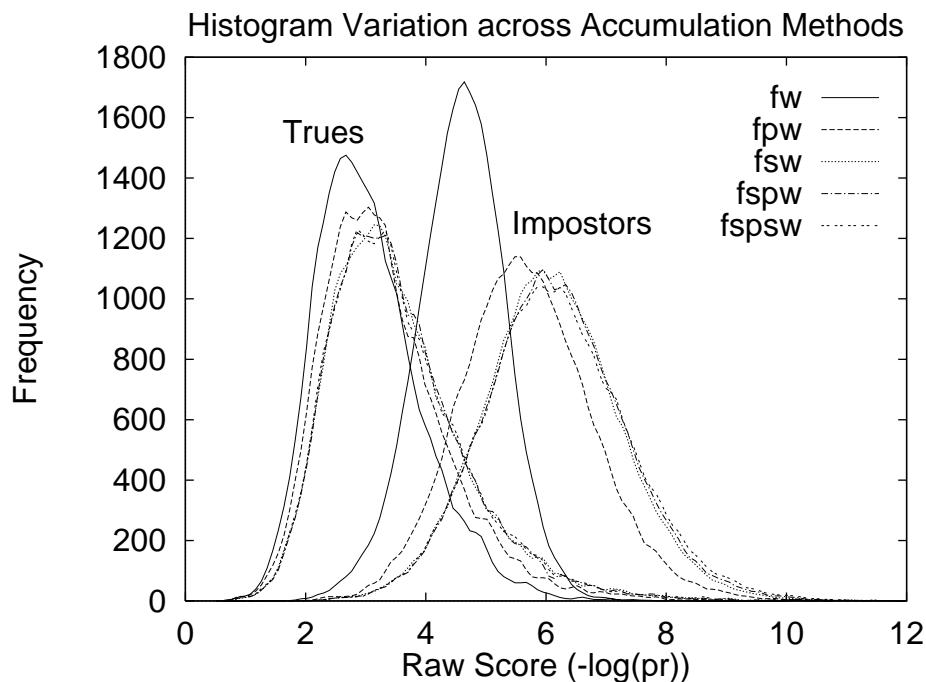 Histogram Variation across Accumulation Methods
1800
1600
1400
1200
1000
800
600
400
200
0
Frequency
Trues
Impostors
fw
fpw
fsw
fspw
fspsw
0 2 4 6 8 10 12
Raw Score (-log(pr))